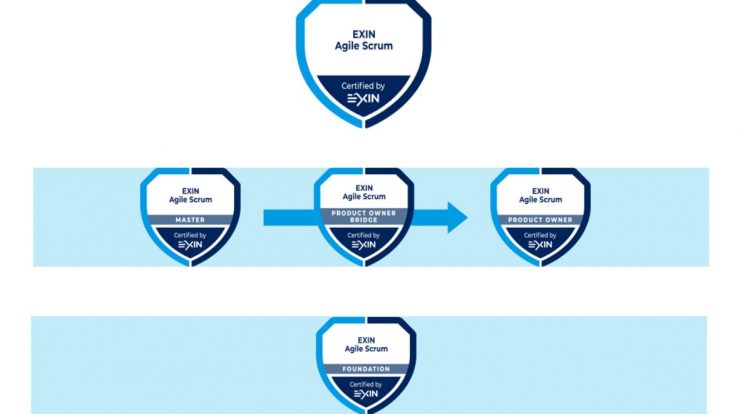 EXIN
Agile Scrum
Certified by
EXIN
EXIN
Agile Scrum
MASTER
Certified by
EXIN
EXIN
Agile Scrum
PRODUCT OWNER
BRIDGE
Certified by
EXIN
EXIN
Agile Scrum
PRODUCT OWNER
Certified by
EXIN
EXIN
Agile Scrum
FOUNDATION
Certified by
EXIN